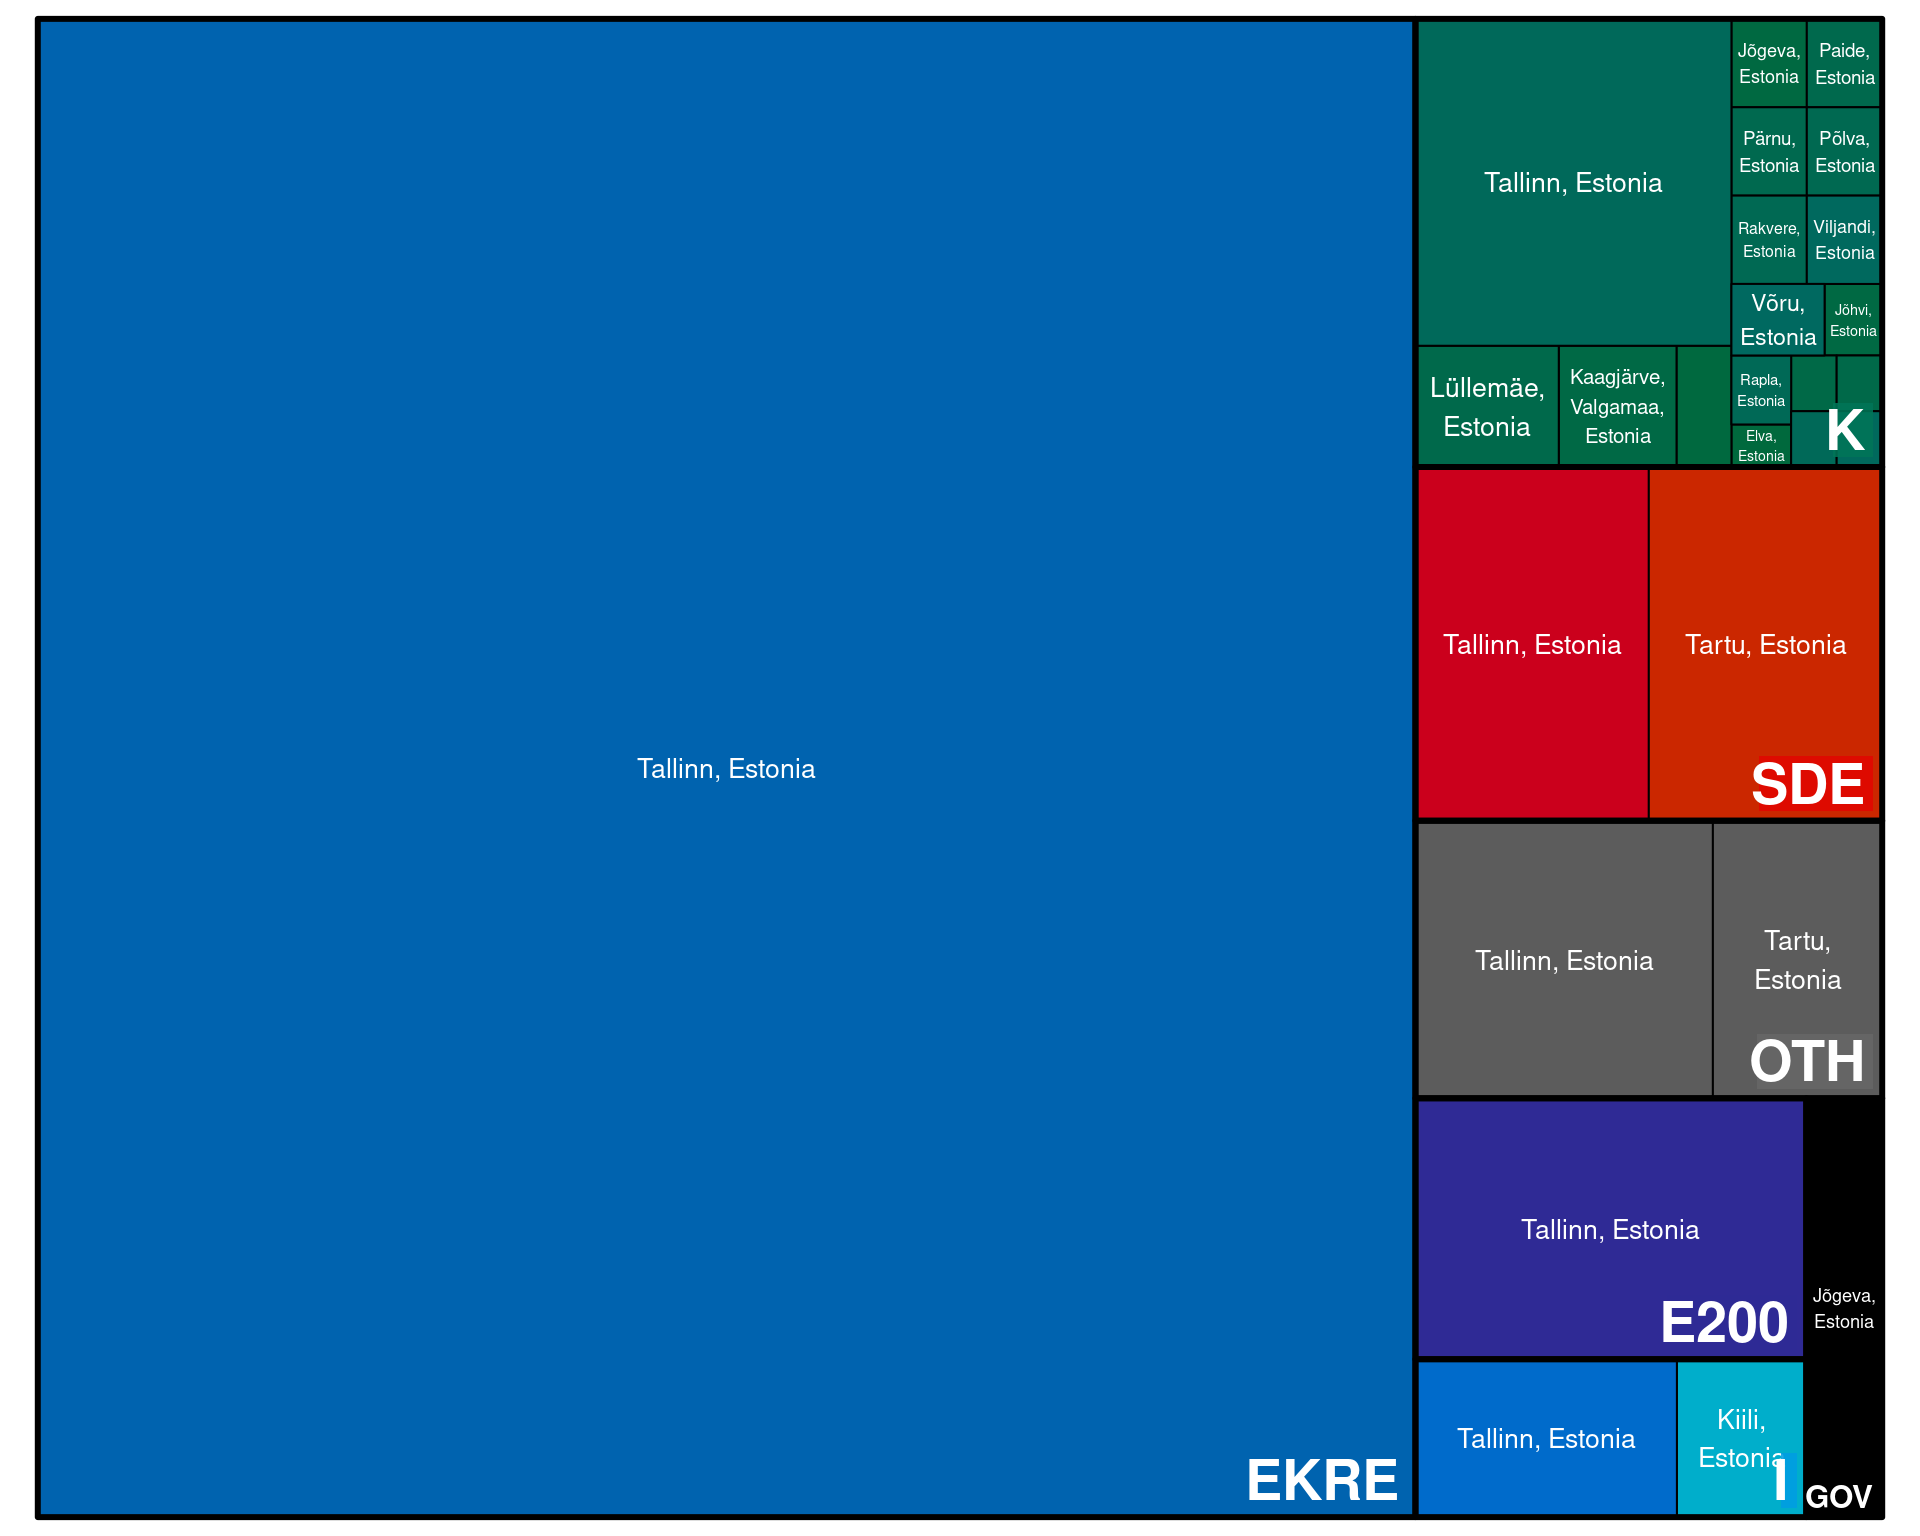 Tallinn, Estonia
EKRE
Tallinn, Estonia
Jõgeva,
Estonia
Paide,
Estonia
Pärnu,
Estonia
Põlva,
Estonia
Rakvere,
Estonia
Viljandi,
Estonia
Võru,
Estonia
Jõhvi,
Estonia
Lüllemäe,
Estonia
Kaagjärve,
Valgamaa,
Estonia
Rapla,
Estonia
Elva,
Estonia
K
Tallinn, Estonia
Tartu, Estonia
SDE
Tallinn, Estonia
Tartu,
Estonia
OTH
Tallinn, Estonia
E200
Jõgeva,
Estonia
GOV
Tallinn, Estonia
Kiili,
Estonia
I